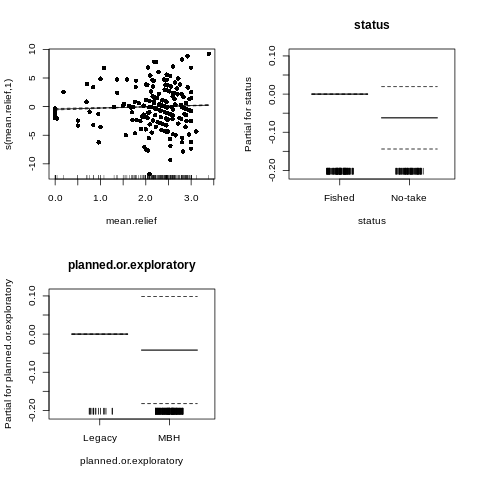 status
10
5
0
-5
-10
s(mean.relief,1)
0.0 1.0 2.0 3.0
mean.relief
0.00
-0.10
-0.20
Partial for status
Fished No-take
status
planned.or.exploratory
0.10
0.00
-0.10
-0.20
Partial for planned.or.exploratory
Legacy MBH
planned.or.exploratory